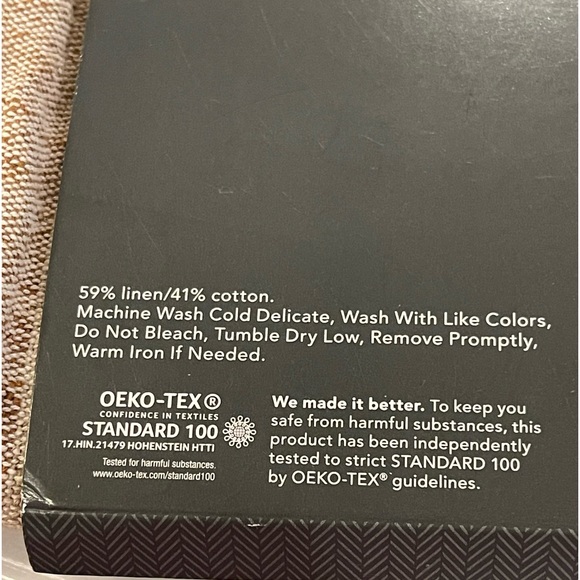 59% linen/41% cotton.
Machine Wash Cold Delicate, Wash With Like Colors,
Do Not Bleach, Tumble Dry Low, Remove Promptly,
Warm Iron If Needed.
OEKO-TEX®
CONFIDENCE IN TEXTILES
STANDARD 100
17.HIN.21479 HOHENSTEIN HTTI
Tested for harmful substances.
www.oeko-tex.com/standard100
We made it better. To keep you
safe from harmful substances, this
product has been independently
tested to strict STANDARD 100
by OEKO-TEX® guidelines.